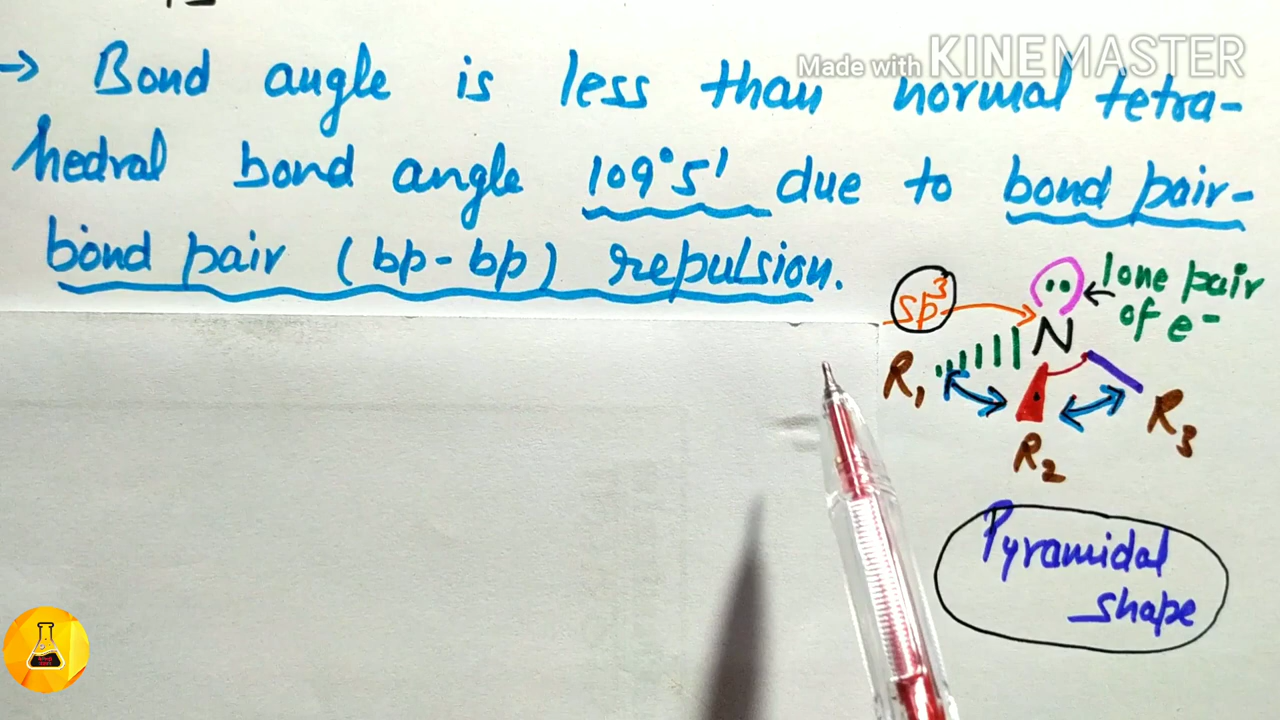 Made with KINEMASTER
→ Bond angle is less than normal tetra-
hedral bond angle 109°5' due to bond pair-
bond pair (bp-bp) repulsion.
sp³
lone pair
of e⁻
N
R₁
R₂
R₃
Pyramidal
shape